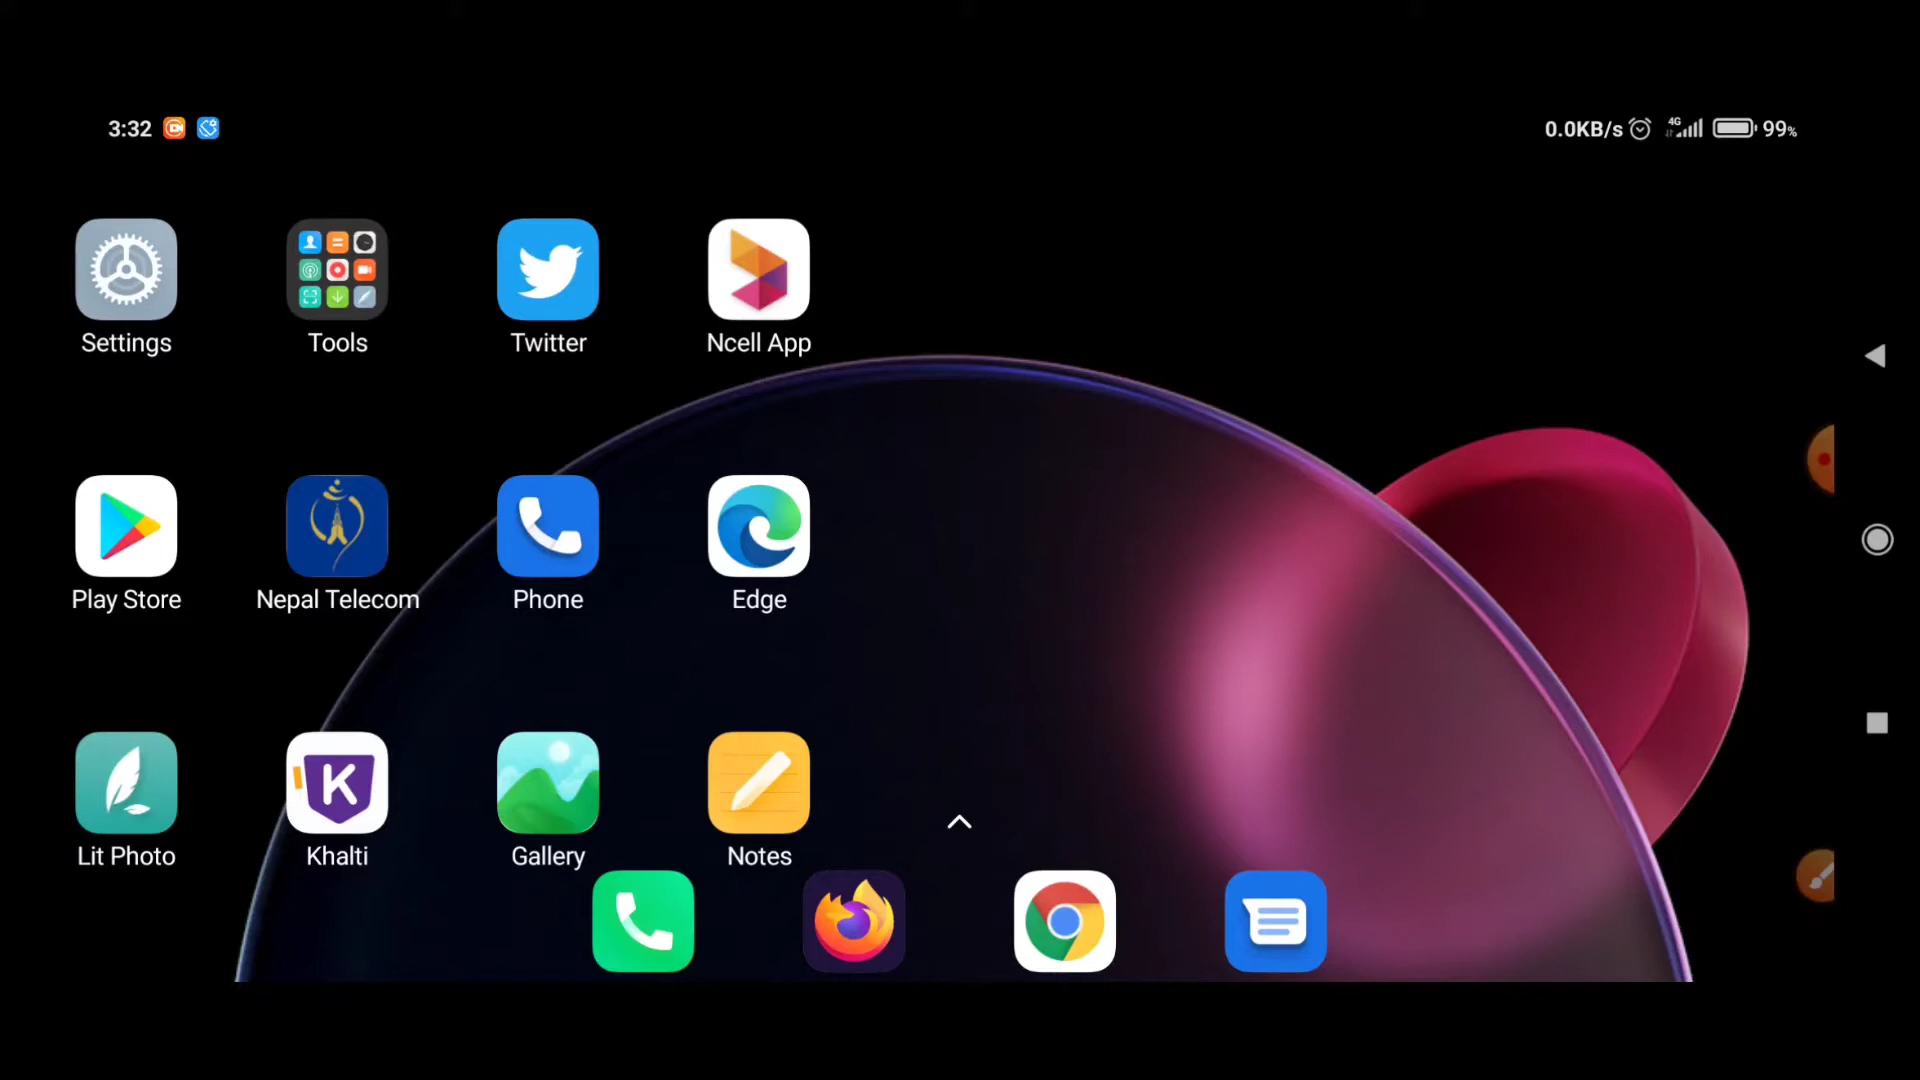 3:32
0.0KB/s 4G 99%
Settings
Tools
Twitter
Ncell App
Play Store
Nepal Telecom
Phone
Edge
K
Lit Photo
Khalti
Gallery
Notes